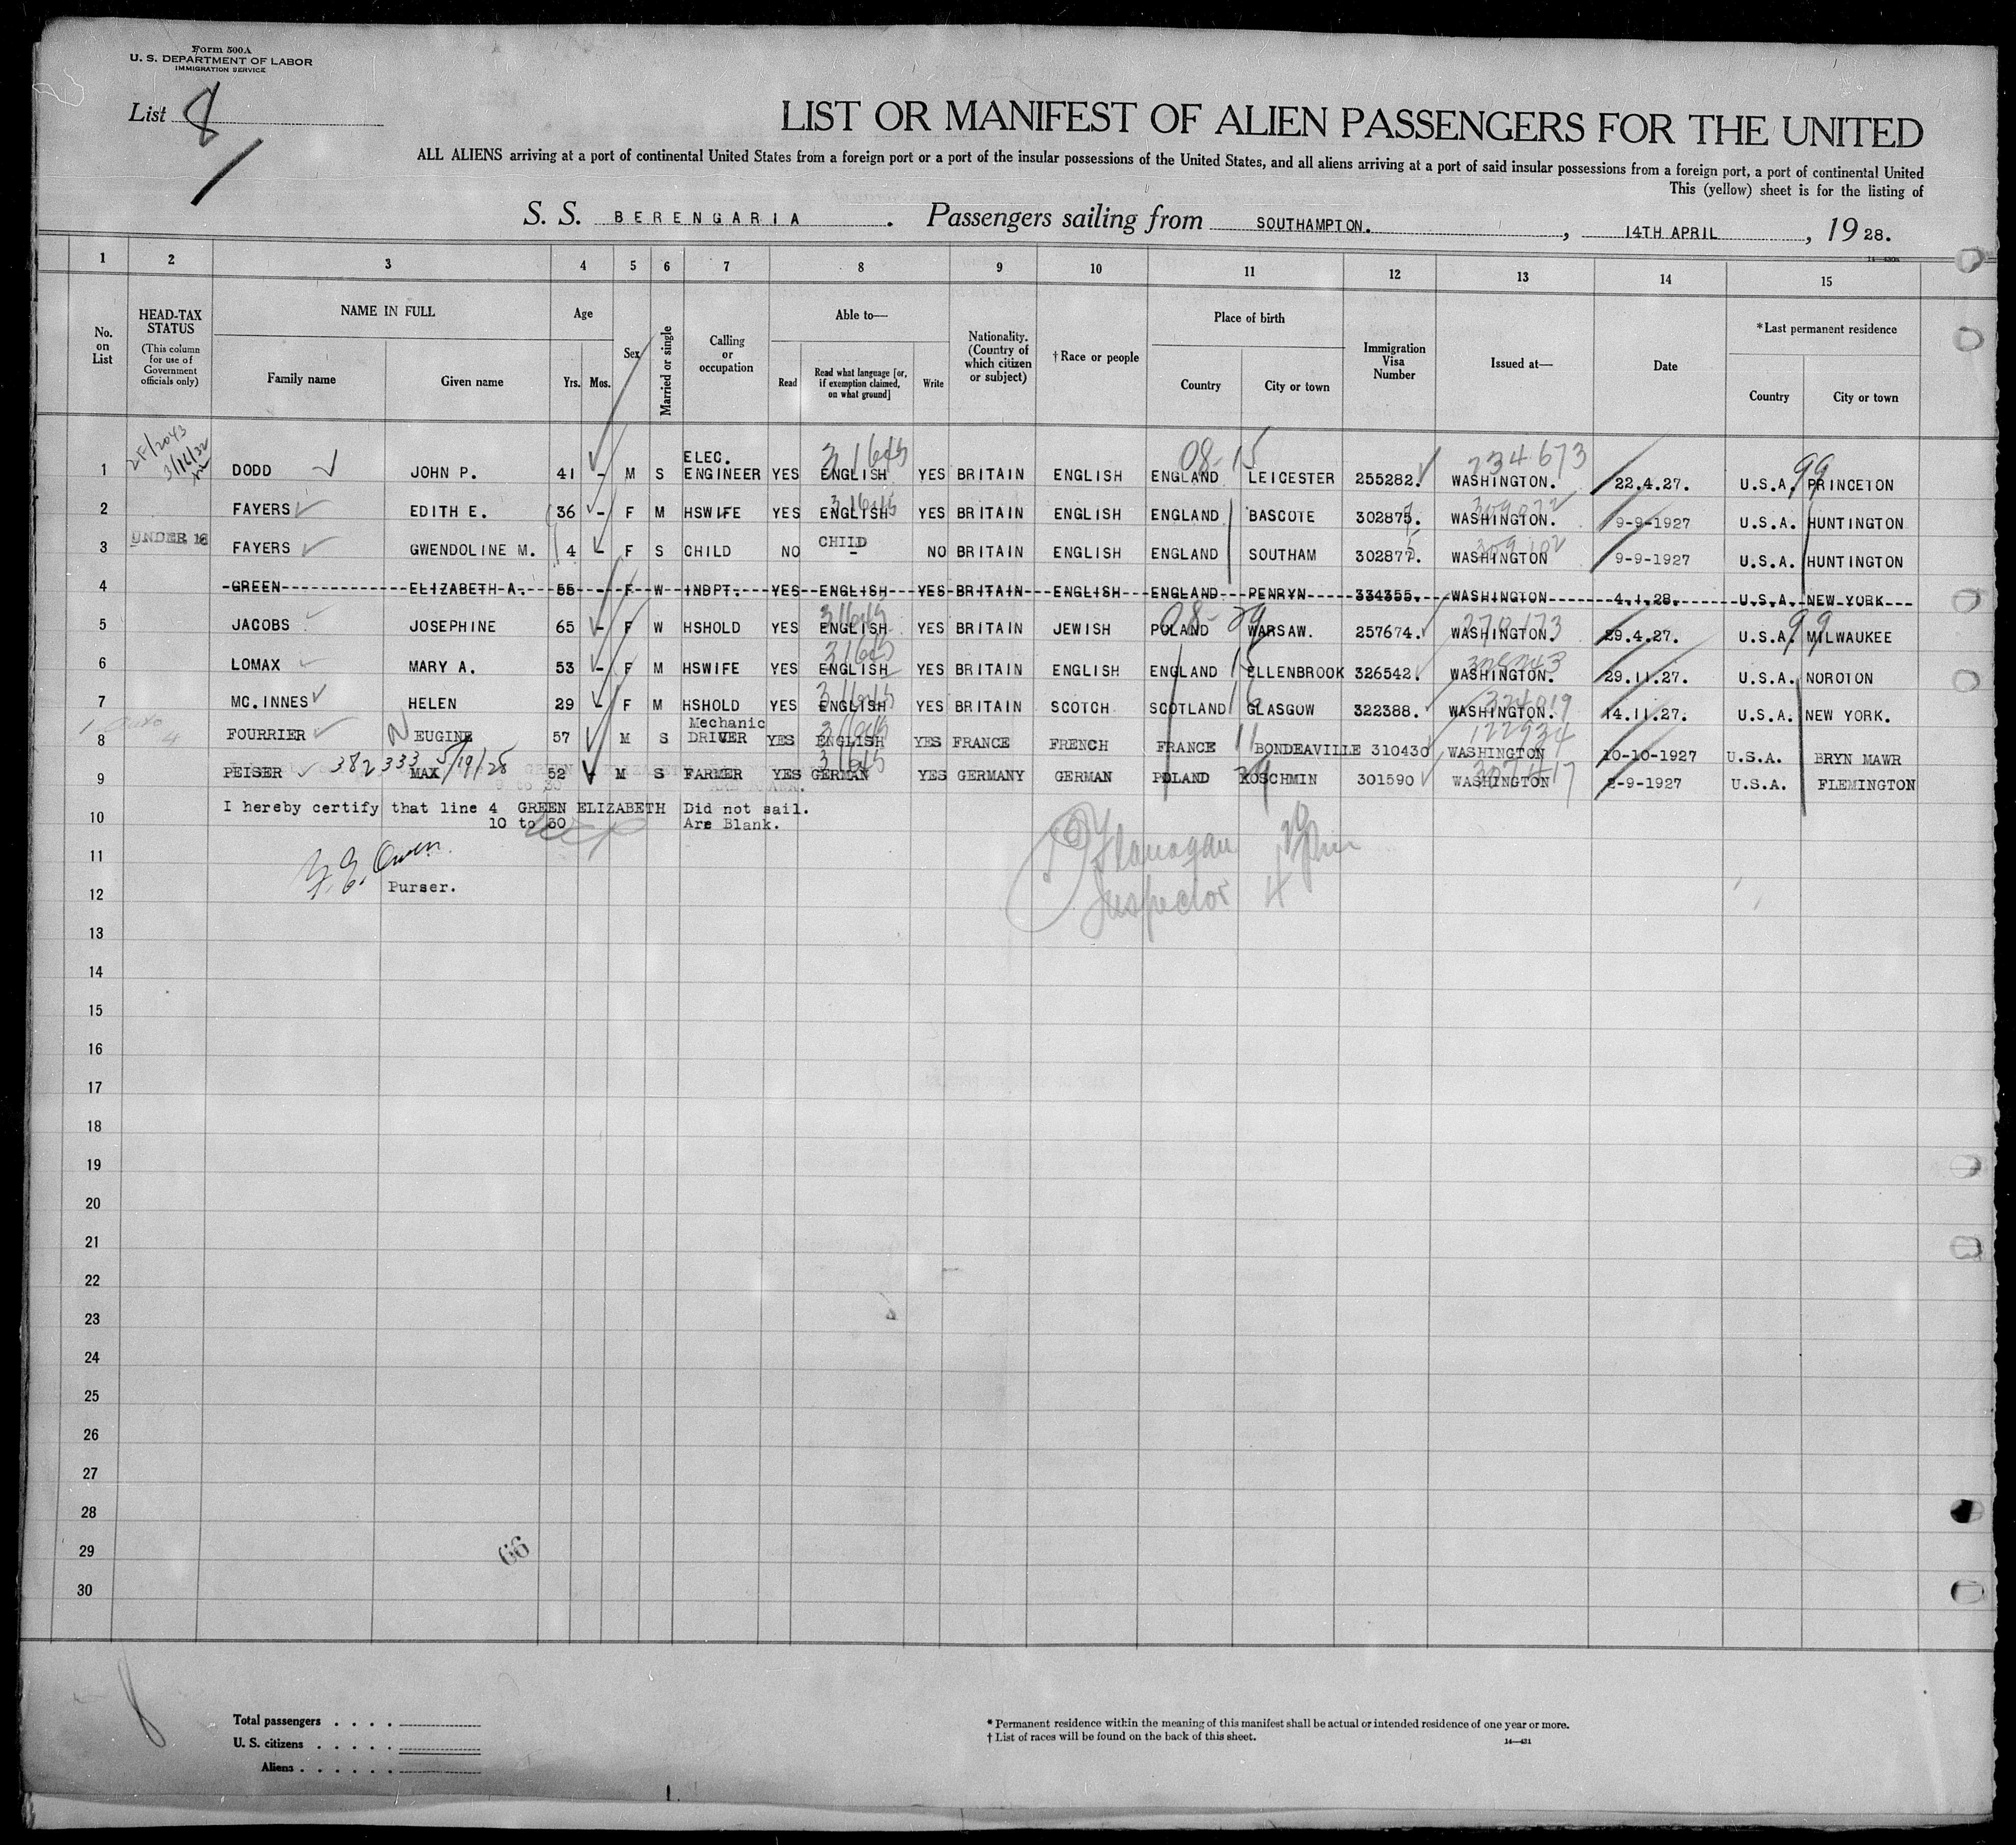 Form 500A
U. S. DEPARTMENT OF LABOR
IMMIGRATION SERVICE
List 8
LIST OR MANIFEST OF ALIEN PASSENGERS FOR THE UNITED
ALL ALIENS arriving at a port of continental United States from a foreign port or a port of the insular possessions of the United States, and all aliens arriving at a port of said insular possessions from a foreign port, a port of continental United
This (yellow) sheet is for the listing of
S. S. BERENGARIA . Passengers sailing from SOUTHAMPTON. , 14TH APRIL , 19 28.
1 2 3 4 5 6 7 8 9 10 11 12 13 14 15
No. on List
HEAD-TAX STATUS (This column for use of Government officials only)
NAME IN FULL Family name Given name
Age Yrs. Mos.
Sex
Married or single
Calling or occupation
Able to— Read Read what language [or, if exemption claimed, on what ground] Write
Nationality. (Country of which citizen or subject)
† Race or people
Place of birth Country City or town
Immigration Visa Number
Issued at—
Date
*Last permanent residence Country City or town
2F/2043 3/16/32 08-15 234673 99
1 DODD JOHN P. 41 - M S ELEC. ENGINEER YES ENGLISH YES BRITAIN ENGLISH ENGLAND LEICESTER 255282. WASHINGTON. 22.4.27. U.S.A. PRINCETON
2 FAYERS EDITH E. 36 - F M HSWIFE YES ENGLISH YES BRITAIN ENGLISH ENGLAND BASCOTE 302875. WASHINGTON. 9-9-1927 U.S.A. HUNTINGTON
3 UNDER 16 FAYERS GWENDOLINE M. 4 - F S CHILD NO CHILD - NO BRITAIN ENGLISH ENGLAND SOUTHAM 302877. WASHINGTON 9-9-1927 U.S.A. HUNTINGTON
4 GREEN ELIZABETH A. 55 - F W INDPT. YES ENGLISH YES BRITAIN ENGLISH ENGLAND PENRYN 334355. WASHINGTON 4.1.28. U.S.A. NEW YORK
5 JACOBS JOSEPHINE 65 - F W HSHOLD YES ENGLISH YES BRITAIN JEWISH POLAND WARSAW. 257674. WASHINGTON. 29.4.27. U.S.A. MILWAUKEE
6 LOMAX MARY A. 53 - F M HSWIFE YES ENGLISH YES BRITAIN ENGLISH ENGLAND ELLENBROOK 326542. WASHINGTON. 29.11.27. U.S.A. NOROTON
7 MC.INNES HELEN 29 - F M HSHOLD YES ENGLISH YES BRITAIN SCOTCH SCOTLAND GLASGOW 322388. WASHINGTON. 14.11.27. U.S.A. NEW YORK.
8 FOURRIER EUGINE 57 M S Mechanic DRIVER YES ENGLISH YES FRANCE FRENCH FRANCE BONDEAVILLE 310430 WASHINGTON 10-10-1927 U.S.A. BRYN MAWR
9 PEISER 382333 5/19/28 MAX 52 M S FARMER YES GERMAN YES GERMANY GERMAN POLAND KOSCHMIN 301590 WASHINGTON 2-9-1927 U.S.A. FLEMINGTON
I hereby certify that line 4 GREEN ELIZABETH Did not sail.
10 10 to 30 Are Blank.
11 Owen
Flanagan
12 Purser.
Inspector
13
14
15
16
17
18
19
20
21
22
23
24
25
26
27
28
29
66
30
Total passengers . . . .
U. S. citizens . . . . .
Aliens . . . . . .
* Permanent residence within the meaning of this manifest shall be actual or intended residence of one year or more.
† List of races will be found on the back of this sheet.
14—431